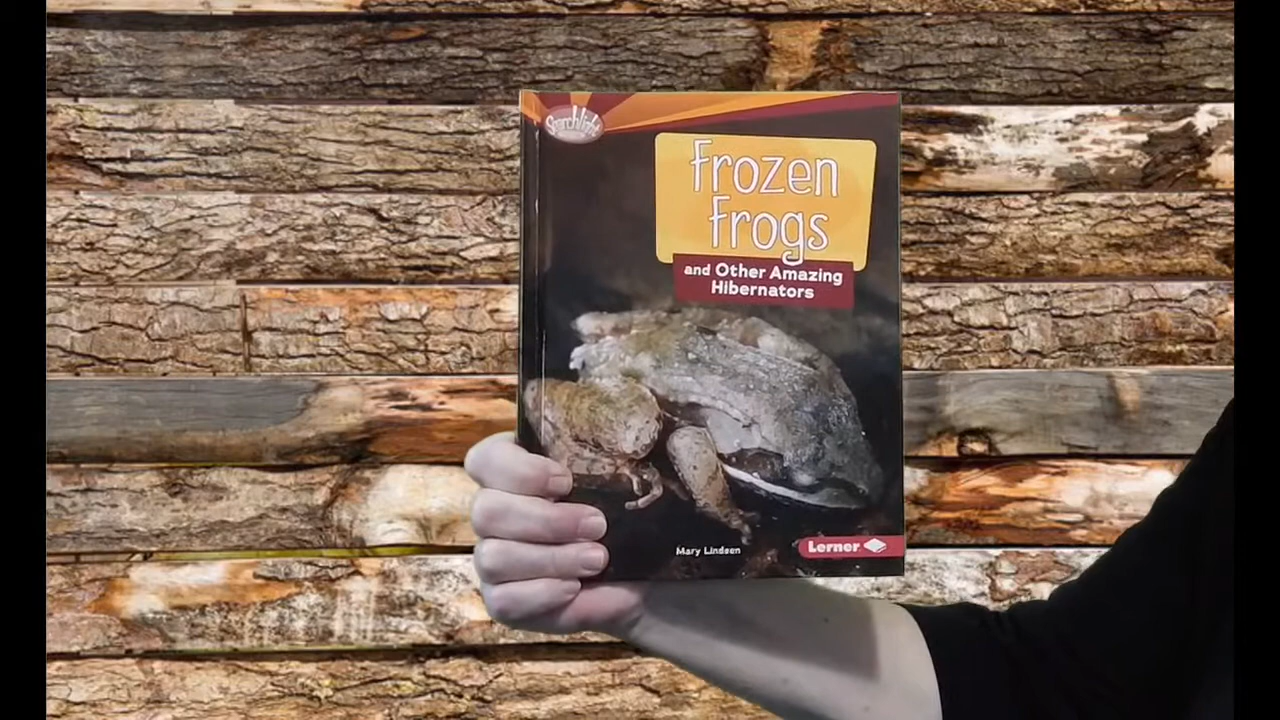 Searchlight
Frozen
Frogs
and Other Amazing
Hibernators
Mary Lindeen
Lerner